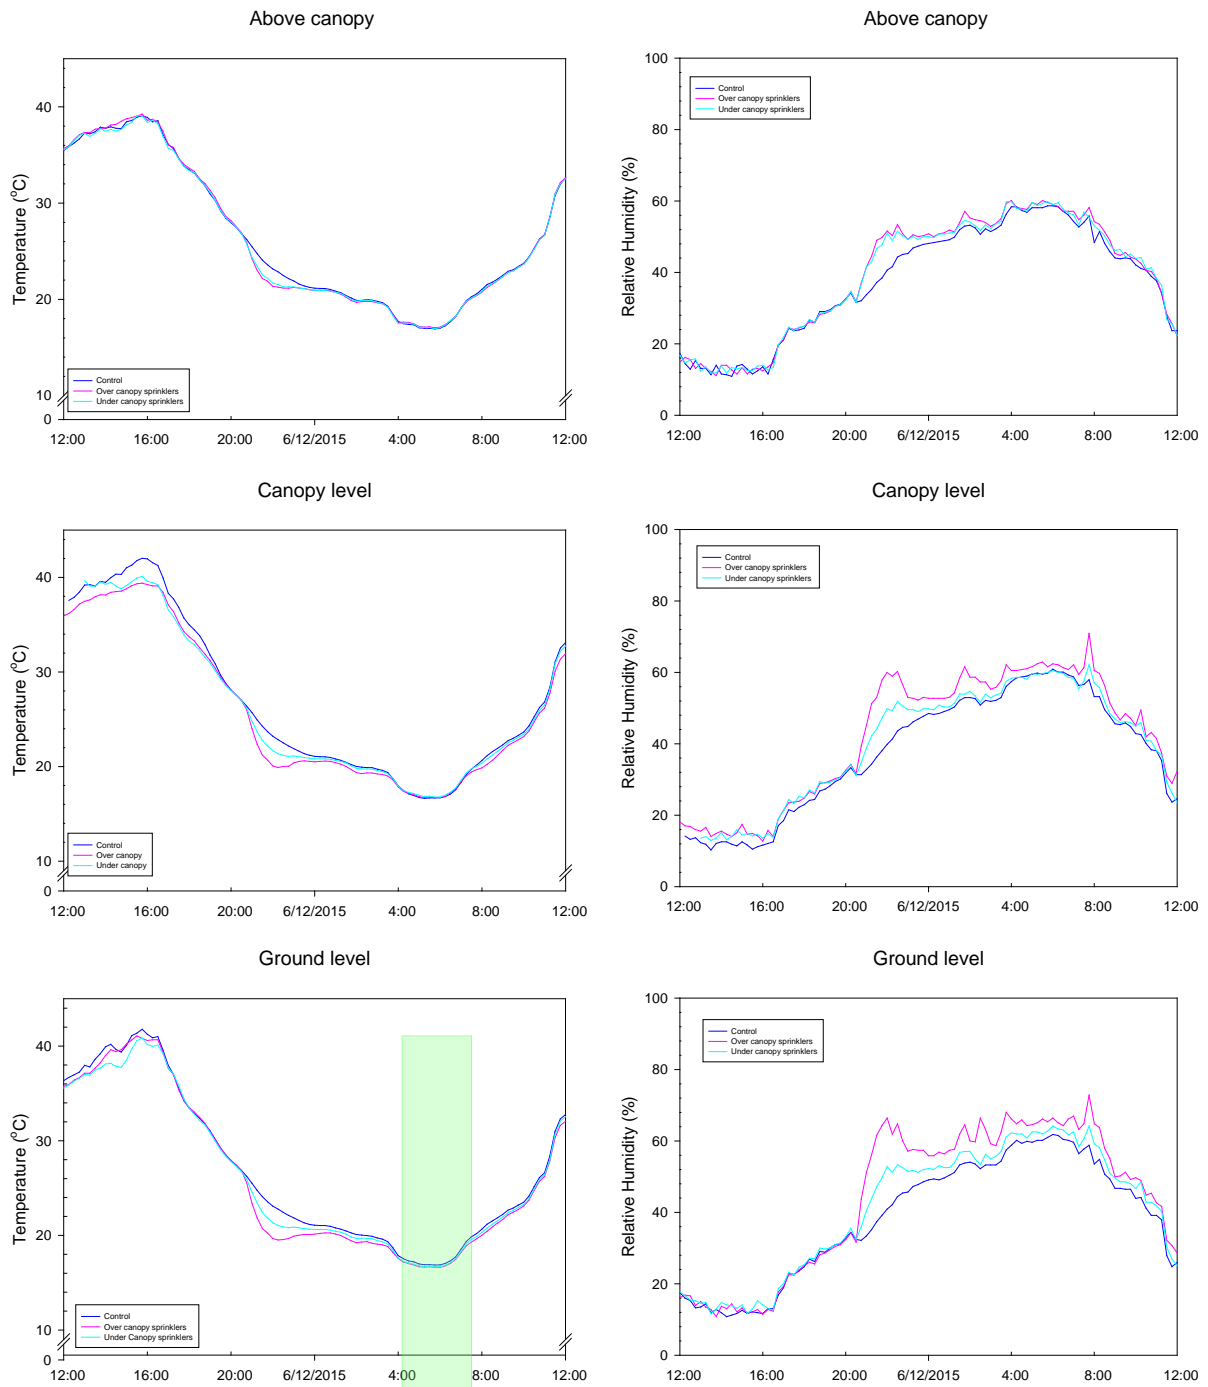 Above canopy
Temperature (°C)
40
30
20
10
0
Control
Over canopy sprinklers
Under canopy sprinklers
12:00 16:00 20:00 6/12/2015 4:00 8:00 12:00
Above canopy
Relative Humidity (%)
100
80
60
40
20
0
Control
Over canopy sprinklers
Under canopy sprinklers
12:00 16:00 20:00 6/12/2015 4:00 8:00 12:00
Canopy level
Temperature (°C)
40
30
20
10
0
Control
Over canopy
Under canopy
12:00 16:00 20:00 6/12/2015 4:00 8:00 12:00
Canopy level
Relative Humidity (%)
100
80
60
40
20
0
Control
Over canopy sprinklers
Under canopy sprinklers
12:00 16:00 20:00 6/12/2015 4:00 8:00 12:00
Ground level
Temperature (°C)
40
30
20
10
0
Control
Over canopy sprinklers
Under Canopy sprinklers
12:00 16:00 20:00 6/12/2015 4:00 8:00 12:00
Ground level
Relative Humidity (%)
100
80
60
40
20
0
Control
Over canopy sprinklers
Under canopy sprinklers
12:00 16:00 20:00 6/12/2015 4:00 8:00 12:00